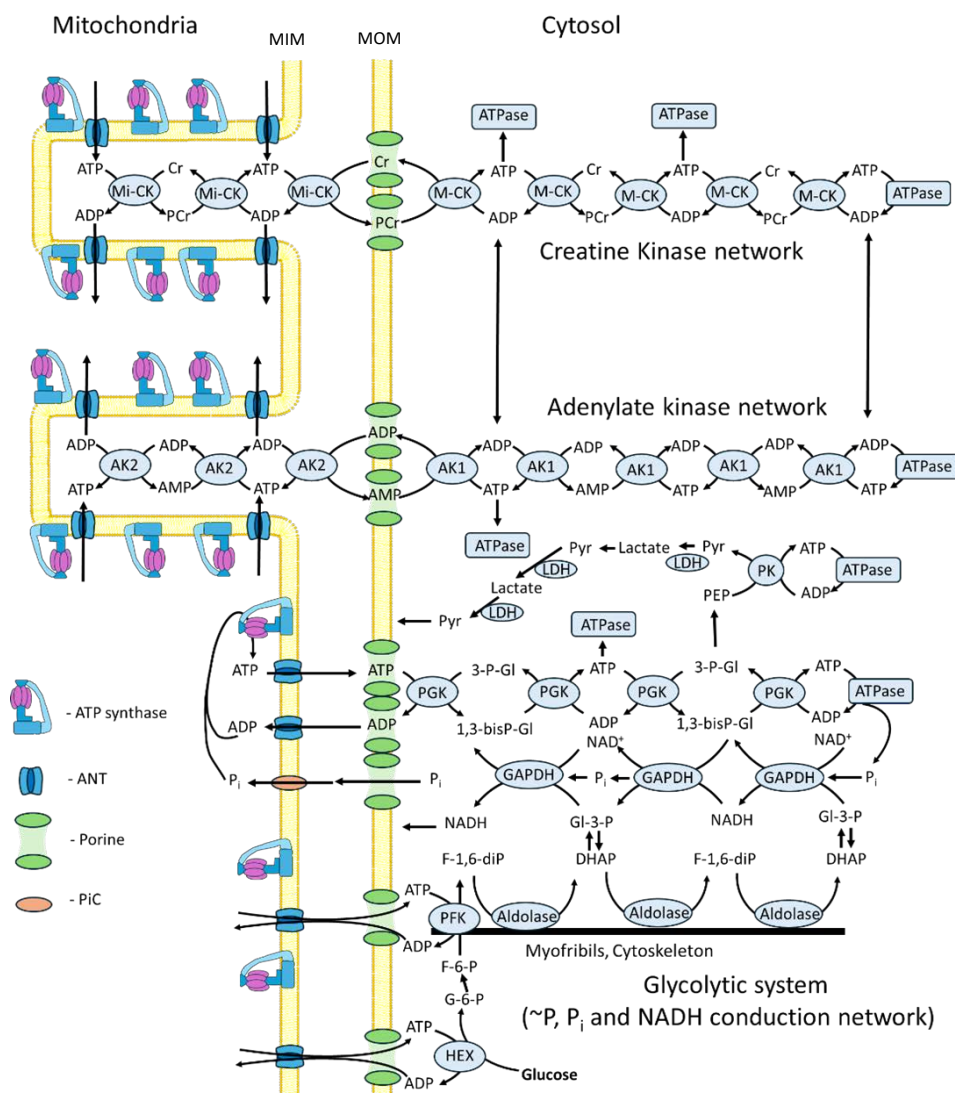 Mitochondria
MIM
MOM
Cytosol
ATPase
ATPase
ATP
Cr
ATP
Cr
ATP
Cr
ATP
Cr
ATP
Mi-CK
Mi-CK
Mi-CK
M-CK
M-CK
M-CK
M-CK
M-CK
ATPase
ADP
PCr
ADP
PCr
ADP
PCr
ADP
PCr
ADP
Creatine Kinase network
Adenylate kinase network
ADP
ADP
ADP
ADP
ADP
ADP
ADP
ADP
ADP
AK2
AK2
AK2
AK1
AK1
AK1
AK1
AK1
ATPase
ATP
AMP
ATP
AMP
ATP
AMP
ATP
AMP
ATP
ATPase
Pyr
Lactate
Pyr
ATP
LDH
LDH
PK
ATPase
Lactate
PEP
ADP
LDH
Pyr
ATPase
ATP
ATP
3-P-Gl
ATP
3-P-Gl
ATP
PGK
PGK
PGK
PGK
ATPase
ADP
ADP
1,3-bisP-Gl
ADP
1,3-bisP-Gl
ADP
NAD+
NAD+
Pi
Pi
GAPDH
Pi
GAPDH
GAPDH
Pi
NADH
Gl-3-P
NADH
Gl-3-P
F-1,6-diP
DHAP
F-1,6-diP
DHAP
ATP
PFK
Aldolase
Aldolase
Aldolase
ADP
Myofribils, Cytoskeleton
F-6-P
G-6-P
Glycolytic system
(~P, Pi and NADH conduction network)
ATP
HEX
ADP
Glucose
- ATP synthase
- ANT
- Porine
- PiC